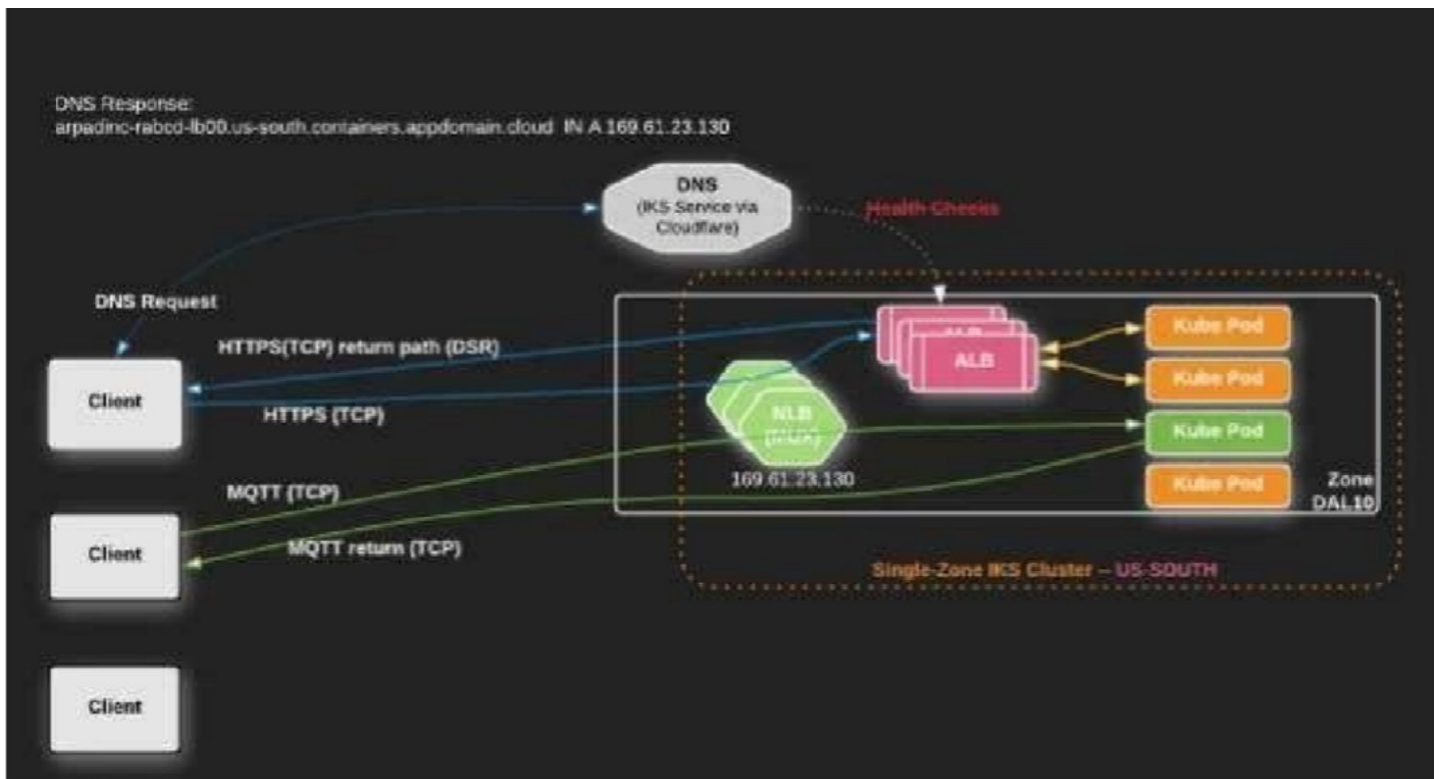 DNS Response:
arpadinc-rabcd-lb00.us-south.containers.appdomain.cloud IN A 169.61.23.130
DNS
(IKS Service via
Cloudflare)
Health Checks
DNS Request
HTTPS(TCP) return path (DSR)
Client
HTTPS (TCP)
ALB
ALB
Kube Pod
Kube Pod
Kube Pod
Kube Pod
NLB
(MUX)
169.61.23.130
Zone
DAL10
MQTT (TCP)
Client
MQTT return (TCP)
Single-Zone IKS Cluster – US SOUTH
Client